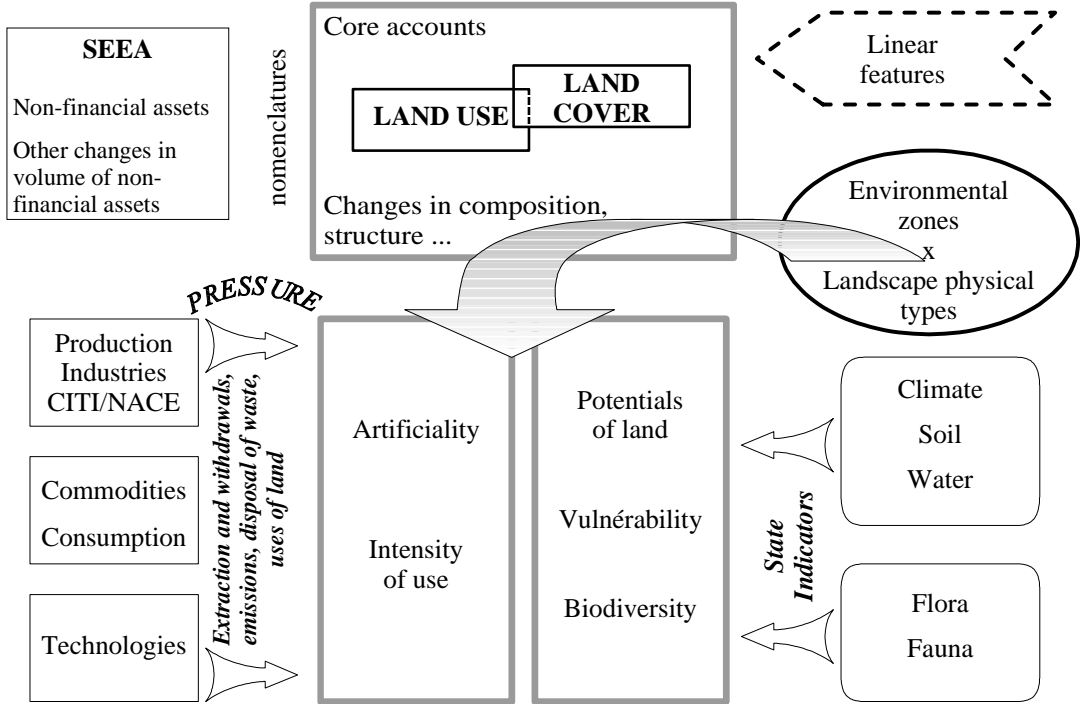 SEEA
Non-financial assets
Other changes in
volume of non-
financial assets
nomenclatures
Core accounts
LAND USE
LAND
COVER
Changes in composition,
structure ...
Linear
features
Environmental
zones
x
Landscape physical
types
PRESSURE
Production
Industries
CITI/NACE
Commodities
Consumption
Technologies
Extraction and withdrawals,
emissions, disposal of waste,
uses of land
Artificiality
Intensity
of use
Potentials
of land
Vulnérability
Biodiversity
State
Indicators
Climate
Soil
Water
Flora
Fauna